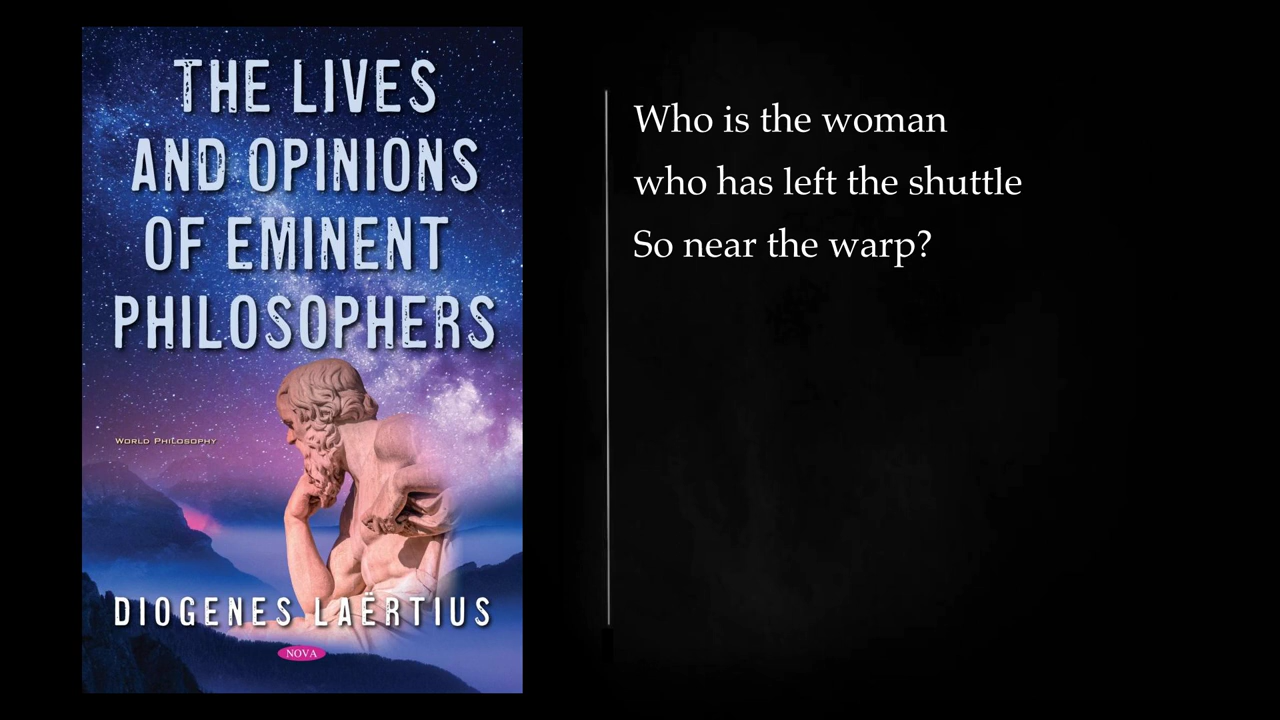 THE LIVES
AND OPINIONS
OF EMINENT
PHILOSOPHERS
WORLD PHILOSOPHY
DIOGENES LAËRTIUS
NOVA
Who is the woman
who has left the shuttle
So near the warp?